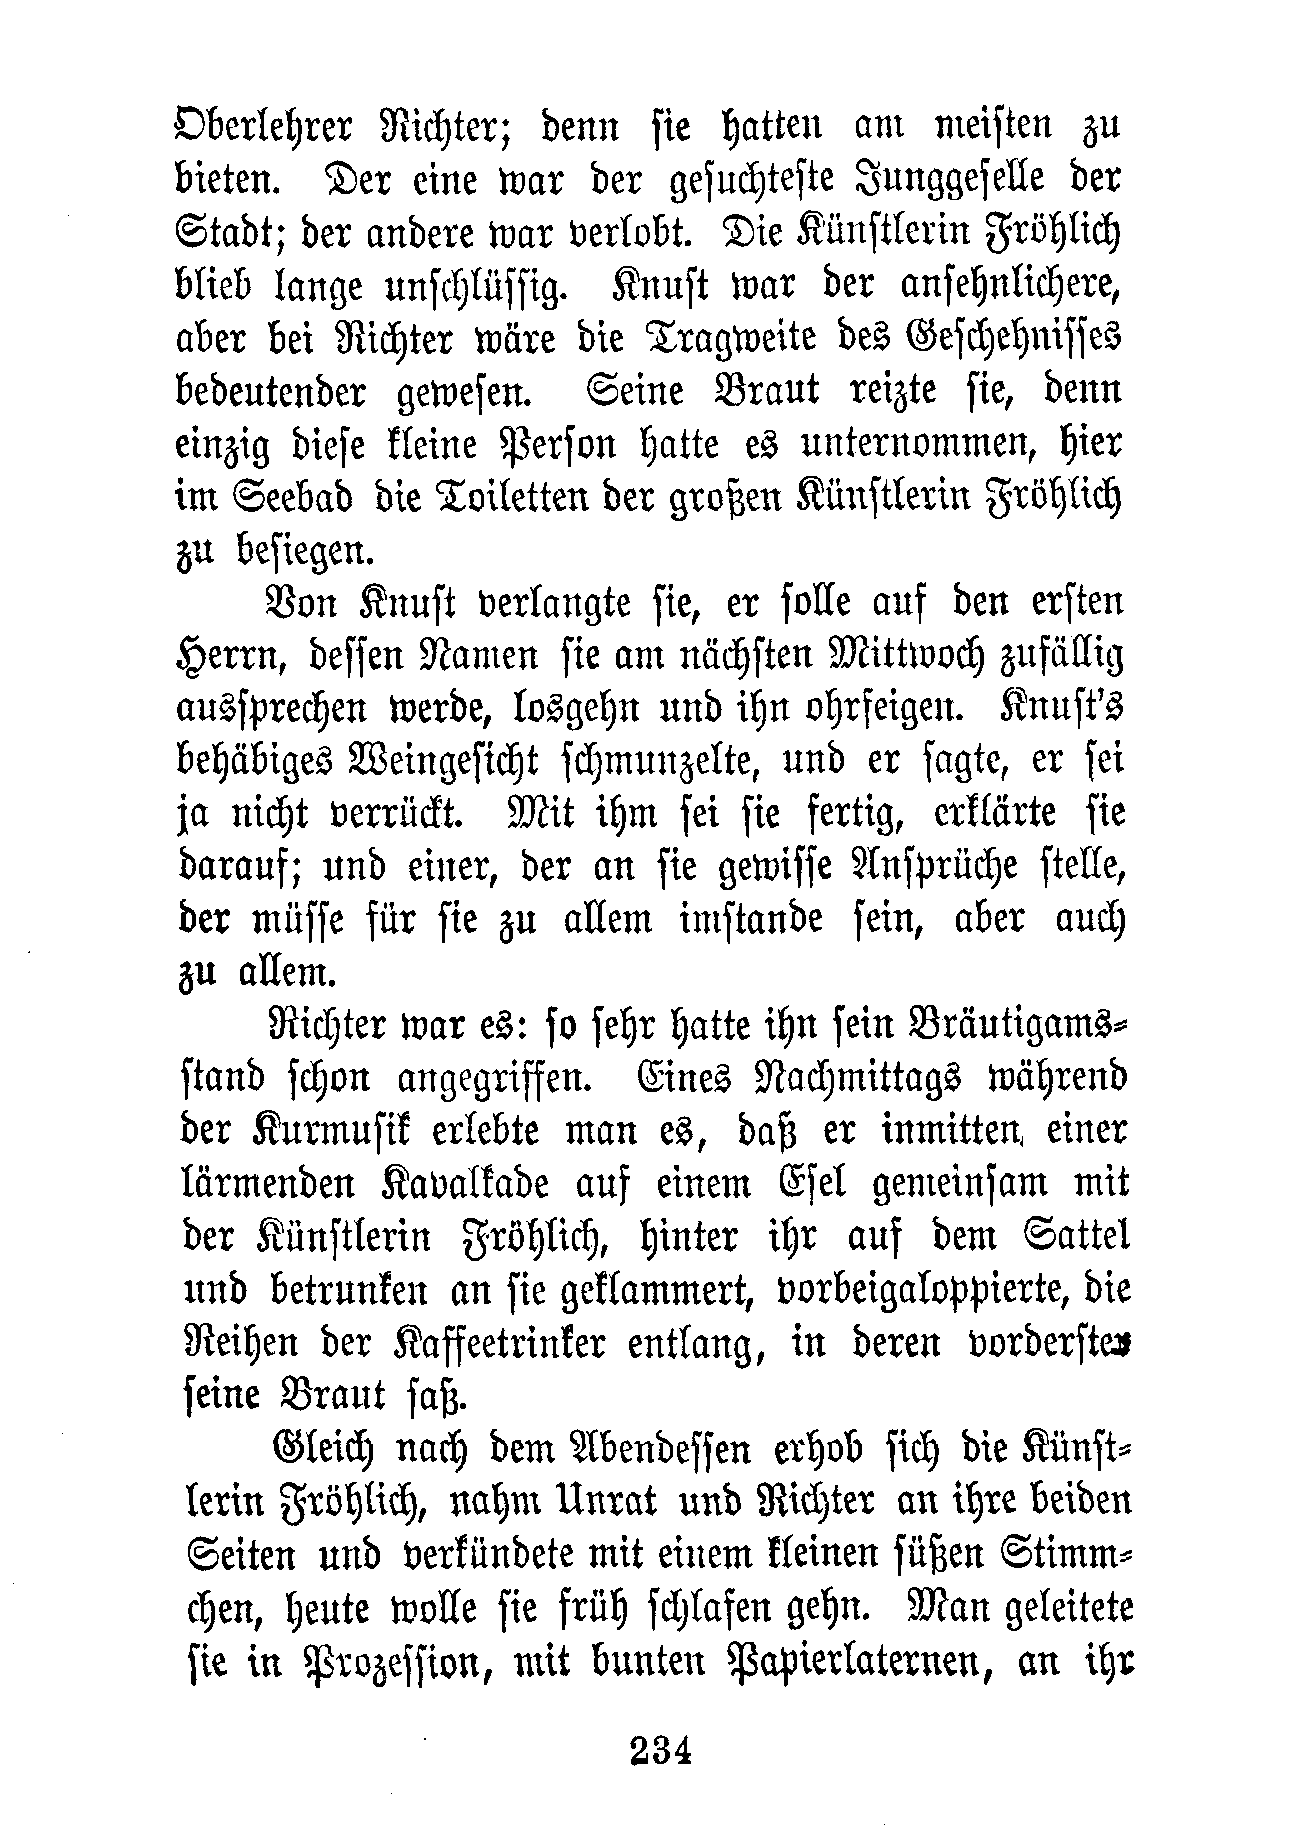 Oberlehrer Richter; denn sie hatten am meisten zu
bieten. Der eine war der gesuchteste Junggeselle der
Stadt; der andere war verlobt. Die Künstlerin Fröhlich
blieb lange unschlüssig. Knust war der ansehnlichere,
aber bei Richter wäre die Tragweite des Geschehnisses
bedeutender gewesen. Seine Braut reizte sie, denn
einzig diese kleine Person hatte es unternommen, hier
im Seebad die Toiletten der großen Künstlerin Fröhlich
zu besiegen.
Von Knust verlangte sie, er solle auf den ersten
Herrn, dessen Namen sie am nächsten Mittwoch zufällig
aussprechen werde, losgehn und ihn ohrfeigen. Knust's
behäbiges Weingesicht schmunzelte, und er sagte, er sei
ja nicht verrückt. Mit ihm sei sie fertig, erklärte sie
darauf; und einer, der an sie gewisse Ansprüche stelle,
der müsse für sie zu allem imstande sein, aber auch
zu allem.
Richter war es: so sehr hatte ihn sein Bräutigams-
stand schon angegriffen. Eines Nachmittags während
der Kurmusik erlebte man es, daß er inmitten einer
lärmenden Kavalkade auf einem Esel gemeinsam mit
der Künstlerin Fröhlich, hinter ihr auf dem Sattel
und betrunken an sie geklammert, vorbeigaloppierte, die
Reihen der Kaffeetrinker entlang, in deren vorderster
seine Braut saß.
Gleich nach dem Abendessen erhob sich die Künst-
lerin Fröhlich, nahm Unrat und Richter an ihre beiden
Seiten und verkündete mit einem kleinen süßen Stimm-
chen, heute wolle sie früh schlafen gehn. Man geleitete
sie in Prozession, mit bunten Papierlaternen, an ihr
234